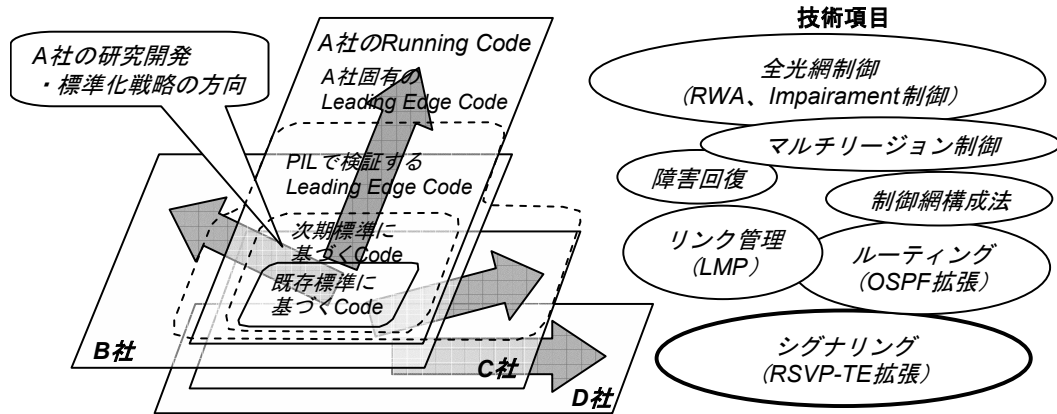 A社の研究開発
・標準化戦略の方向
A社のRunning Code
A社固有の
Leading Edge Code
PILで検証する
Leading Edge Code
次期標準に
基づくCode
既存標準に
基づくCode
B社
C社
D社
技術項目
全光網制御
(RWA、Impairament制御)
マルチリージョン制御
障害回復
制御網構成法
リンク管理
(LMP)
ルーティング
(OSPF拡張)
シグナリング
(RSVP-TE拡張)